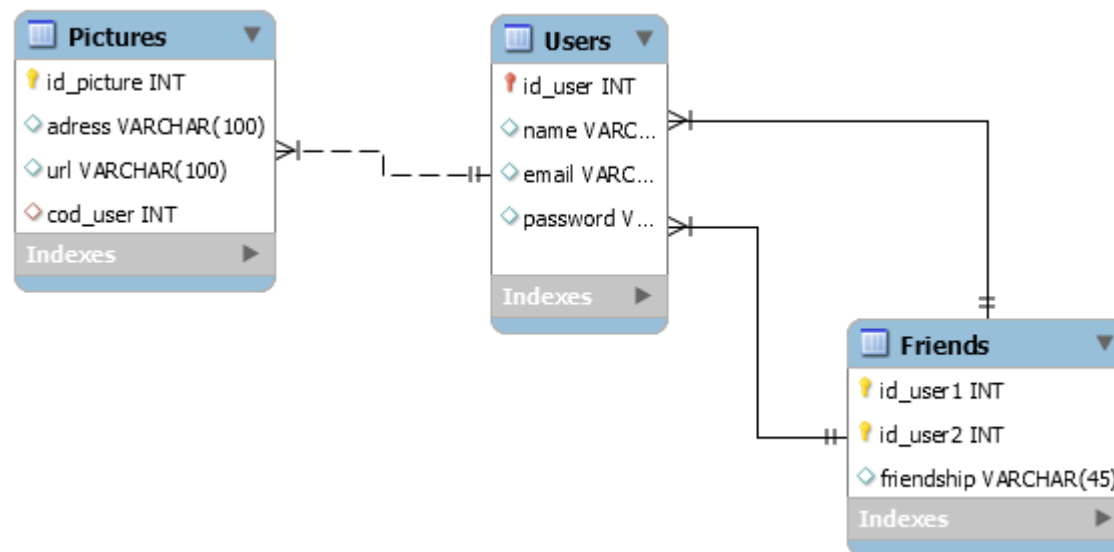 Pictures
id_picture INT
adress VARCHAR(100)
url VARCHAR(100)
cod_user INT
Indexes
Users
id_user INT
name VARC...
email VARC...
password V...
Indexes
Friends
id_user1 INT
id_user2 INT
friendship VARCHAR(45)
Indexes